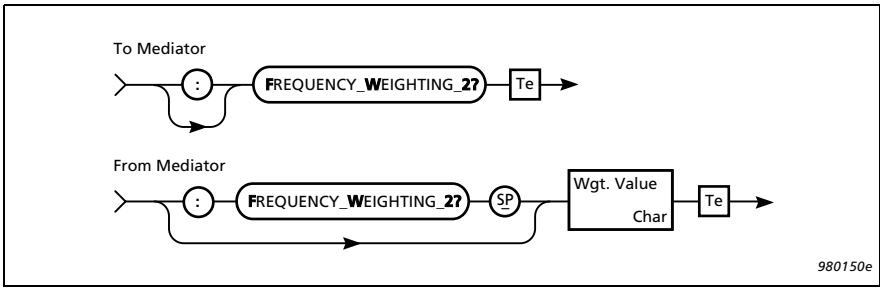 To Mediator
: FREQUENCY_WEIGHTING_2? Te
From Mediator
: FREQUENCY_WEIGHTING_2? SP Wgt. Value Char Te
980150e